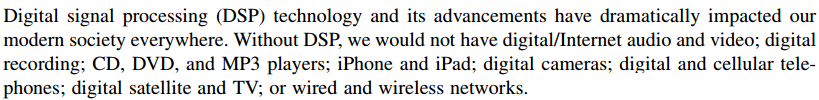 Digital signal processing (DSP) technology and its advancements have dramatically impacted our
modern society everywhere. Without DSP, we would not have digital/Internet audio and video; digital
recording; CD, DVD, and MP3 players; iPhone and iPad; digital cameras; digital and cellular tele-
phones; digital satellite and TV; or wired and wireless networks.